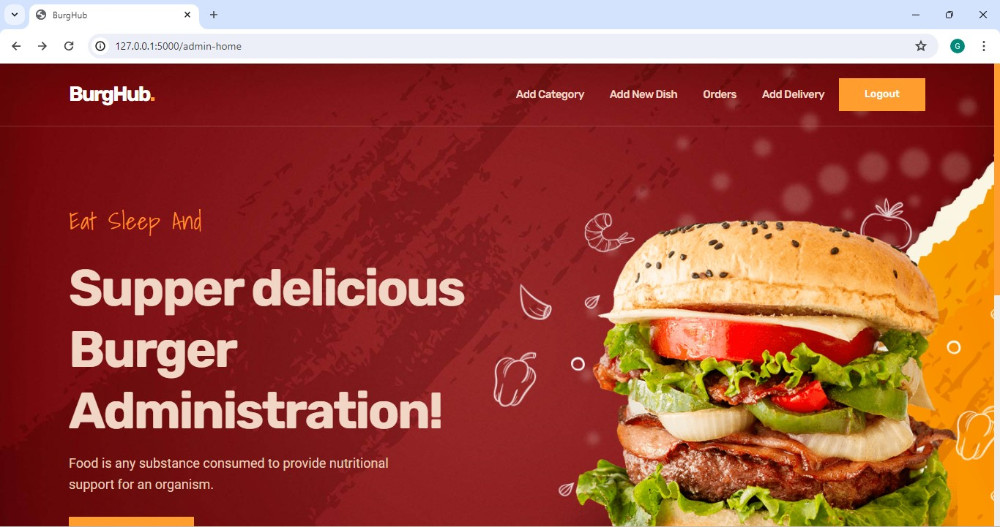 BurgHub
127.0.0.1:5000/admin-home
G
BurgHub.
Add Category
Add New Dish
Orders
Add Delivery
Logout
Eat Sleep And
Supper delicious
Burger
Administration!
Food is any substance consumed to provide nutritional
support for an organism.